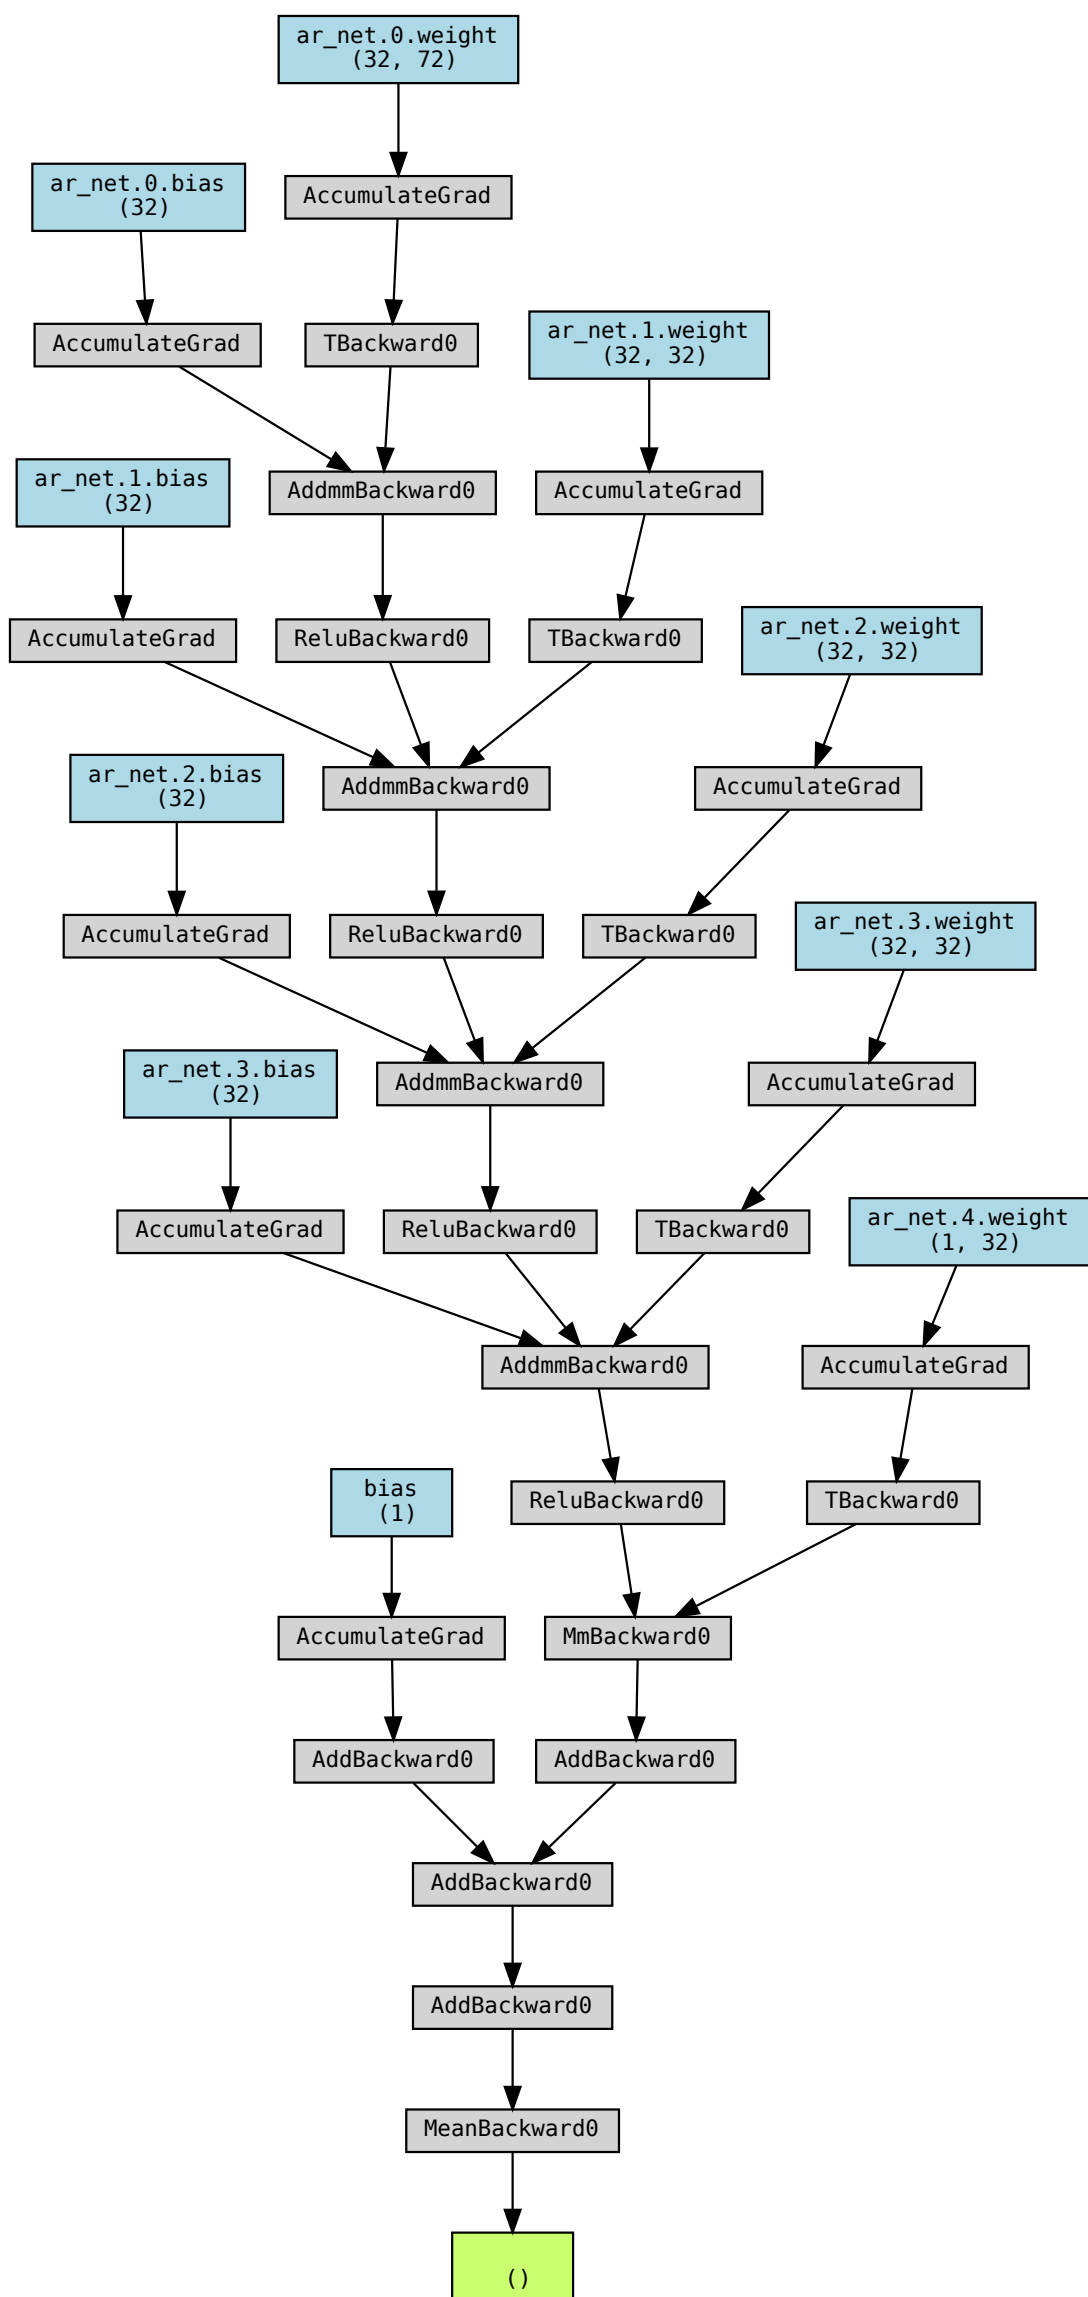 ar_net.0.weight
(32, 72)
ar_net.0.bias
(32)
AccumulateGrad
AccumulateGrad
TBackward0
ar_net.1.weight
(32, 32)
ar_net.1.bias
(32)
AddmmBackward0
AccumulateGrad
AccumulateGrad
ReluBackward0
TBackward0
ar_net.2.weight
(32, 32)
ar_net.2.bias
(32)
AddmmBackward0
AccumulateGrad
AccumulateGrad
ReluBackward0
TBackward0
ar_net.3.weight
(32, 32)
ar_net.3.bias
(32)
AddmmBackward0
AccumulateGrad
AccumulateGrad
ReluBackward0
TBackward0
ar_net.4.weight
(1, 32)
AddmmBackward0
AccumulateGrad
bias
(1)
ReluBackward0
TBackward0
AccumulateGrad
MmBackward0
AddBackward0
AddBackward0
AddBackward0
AddBackward0
MeanBackward0
()